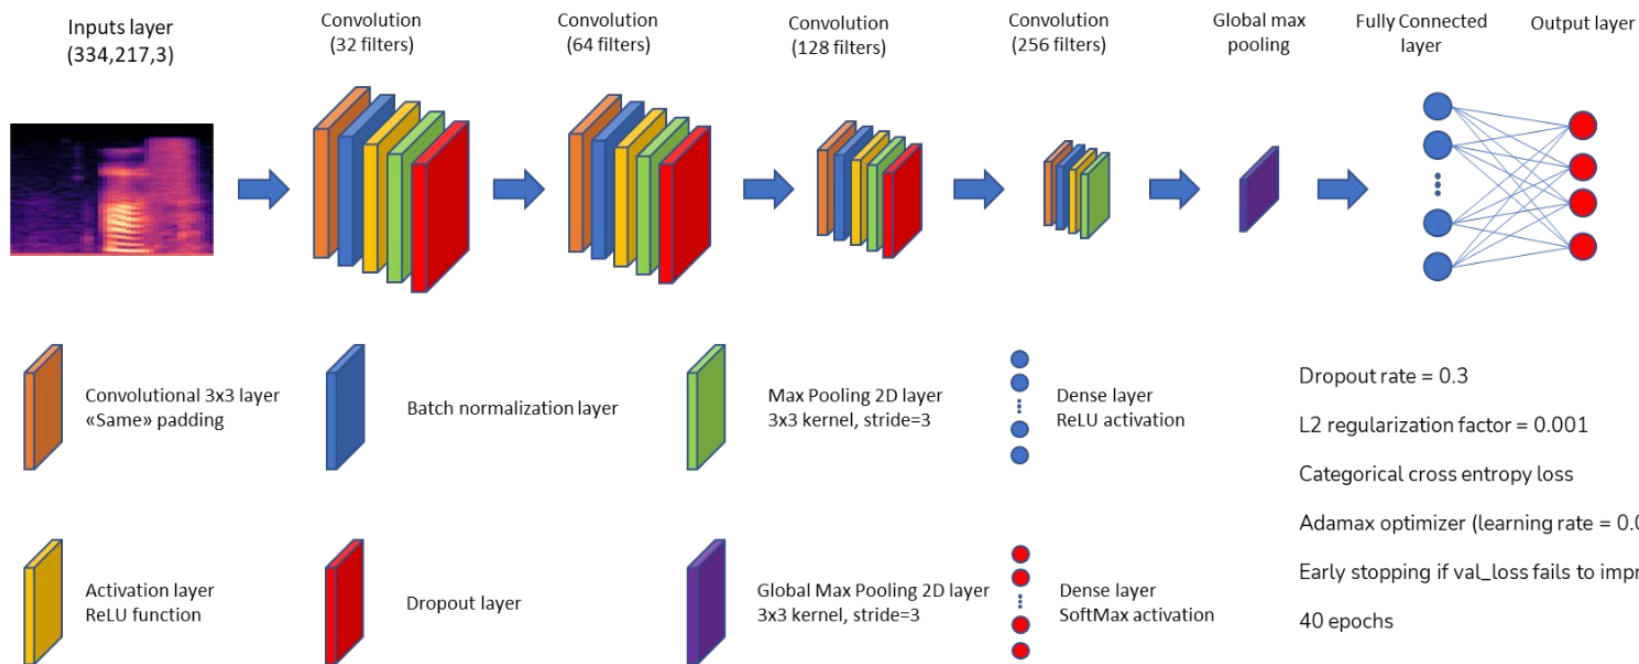 Inputs layer
(334,217,3)
Convolution
(32 filters)
Convolution
(64 filters)
Convolution
(128 filters)
Convolution
(256 filters)
Global max
pooling
Fully Connected
layer
Output layer
Convolutional 3x3 layer
«Same» padding
Batch normalization layer
Max Pooling 2D layer
3x3 kernel, stride=3
Dense layer
ReLU activation
Activation layer
ReLU function
Dropout layer
Global Max Pooling 2D layer
3x3 kernel, stride=3
Dense layer
SoftMax activation
Dropout rate = 0.3
L2 regularization factor = 0.001
Categorical cross entropy loss
Adamax optimizer (learning rate =
Early stopping if val_loss fails to
40 epochs